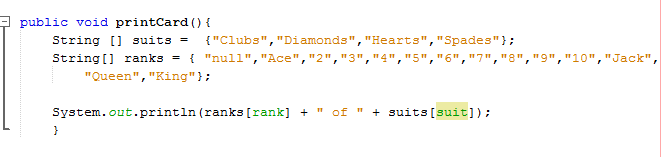 public void printCard(){
String [] suits =  {"Clubs","Diamonds","Hearts","Spades"};
String[] ranks = { "null","Ace","2","3","4","5","6","7","8","9","10","Jack",
"Queen","King"};
System.out.println(ranks[rank] + " of " + suits[suit]);
}